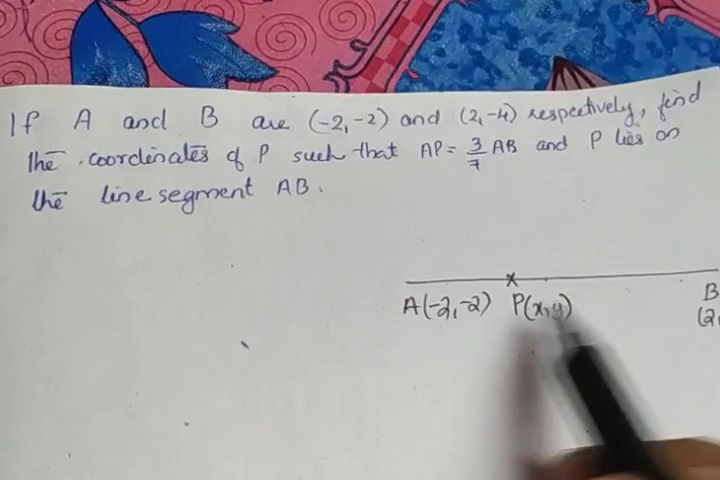 If A and B are (-2,-2) and (2,-4) respectively, find
the coordinates of P such that AP = 3/7 AB and P lies on
the line segment AB.
A(-2,-2) P(x,y) B
(2,